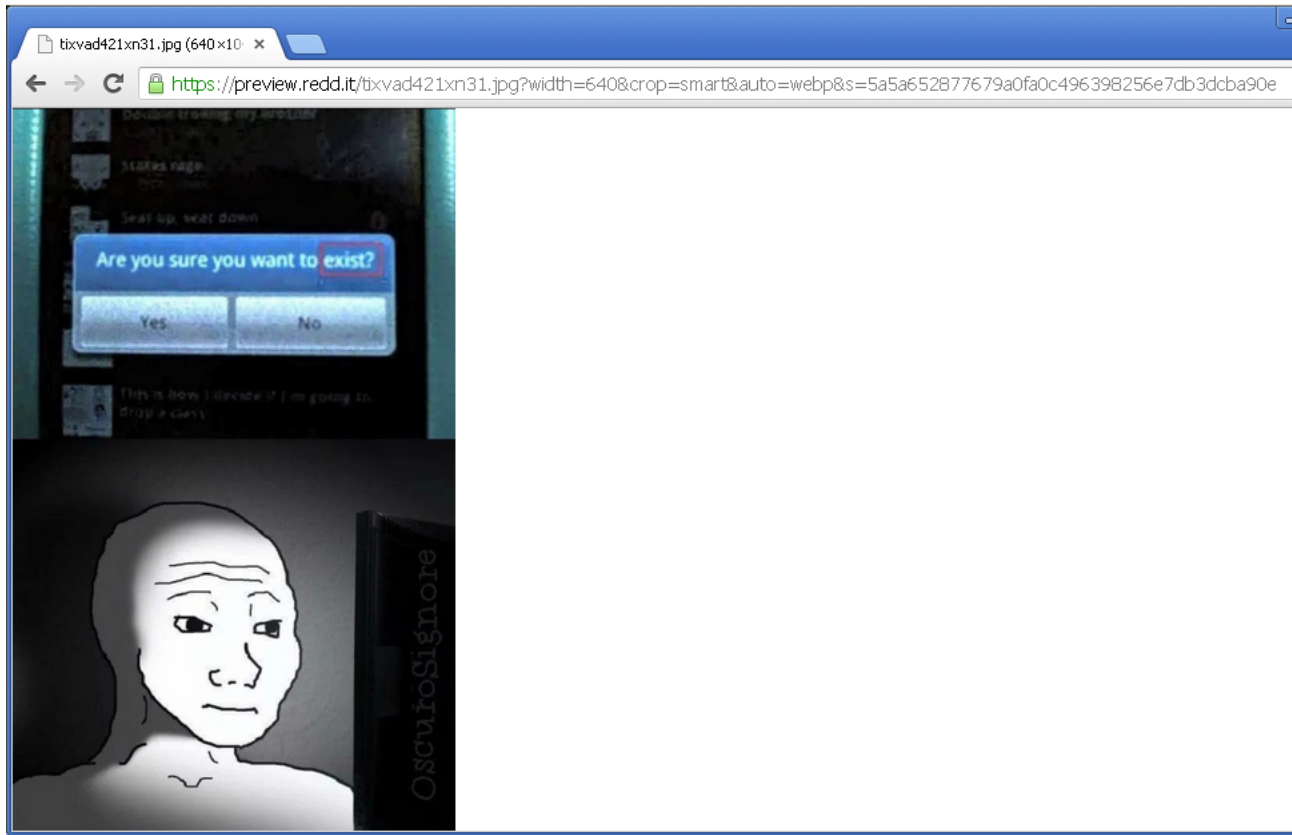 tixvad421xn31.jpg (640×10
https://preview.redd.it/tixvad421xn31.jpg?width=640&crop=smart&auto=webp&s=5a5a652877679a0fa0c496398256e7db3dcba90e
Double trolling my brother
States rage
Seat up, seat down
Are you sure you want to exist?
Yes
No
This is how I decide if I'm going to
drop a class
OscuroSignore